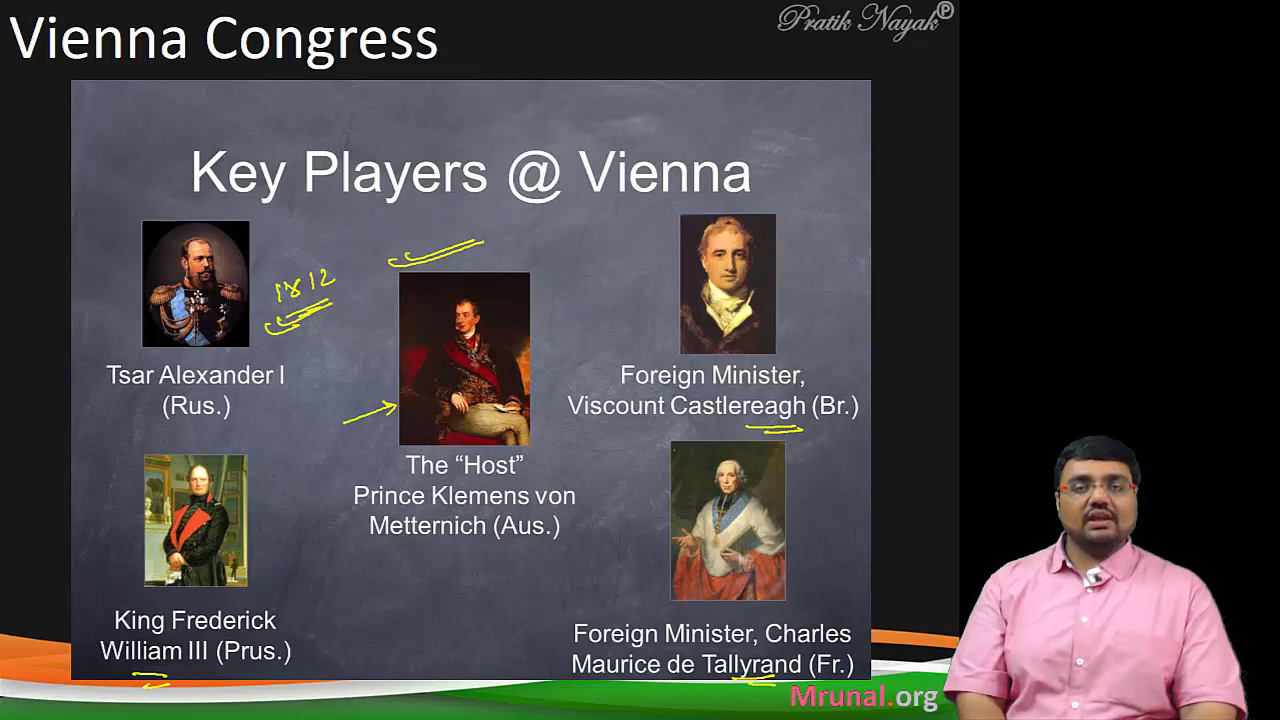 Vienna Congress
Pratik Nayak®
Key Players @ Vienna
1812
Tsar Alexander I
(Rus.)
Foreign Minister,
Viscount Castlereagh (Br.)
The “Host”
Prince Klemens von
Metternich (Aus.)
King Frederick
William III (Prus.)
Foreign Minister, Charles
Maurice de Tallyrand (Fr.)
Mrunal.org